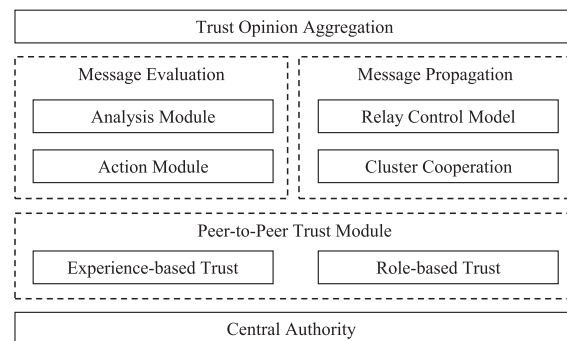 Trust Opinion Aggregation
Message Evaluation
Analysis Module
Action Module
Message Propagation
Relay Control Model
Cluster Cooperation
Peer-to-Peer Trust Module
Experience-based Trust
Role-based Trust
Central Authority